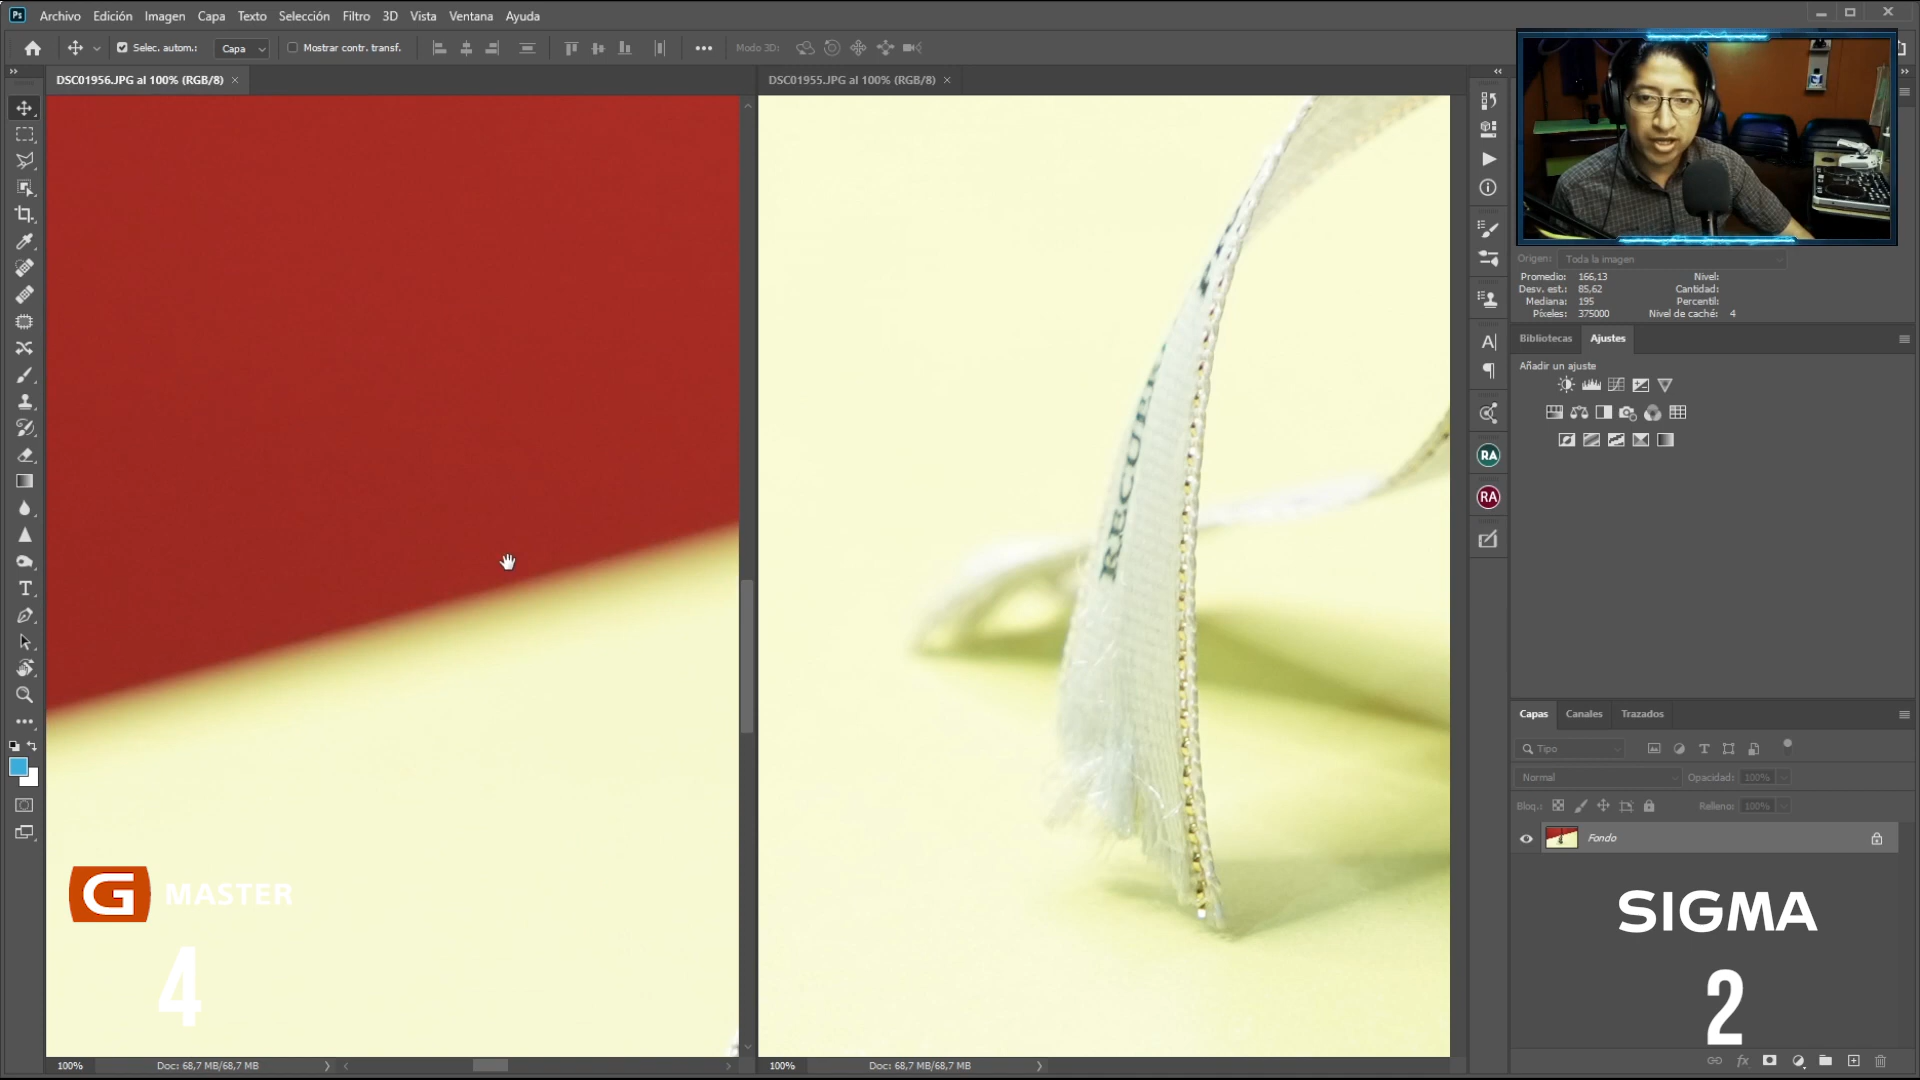 Ps Archivo Edición Imagen Capa Texto Selección Filtro 3D Vista Ventana Ayuda
Selec. autom.: Capa Mostrar contr. transf. Modo 3D:
DSC01956.JPG al 100% (RGB/8)
DSC01955.JPG al 100% (RGB/8)
Origen: Toda la imagen
Promedio: 166,13 Nivel:
Desv. est.: 85,62 Cantidad:
Mediana: 195 Percentil:
Píxeles: 375000 Nivel de caché: 4
Bibliotecas Ajustes
Añadir un ajuste
RA
RA
Capas Canales Trazados
Tipo
Normal Opacidad: 100%
Bloq.: Relleno: 100%
Fondo
G MASTER
4
SIGMA
2
100% Doc: 68,7 MB/68,7 MB
100% Doc: 68,7 MB/68,7 MB